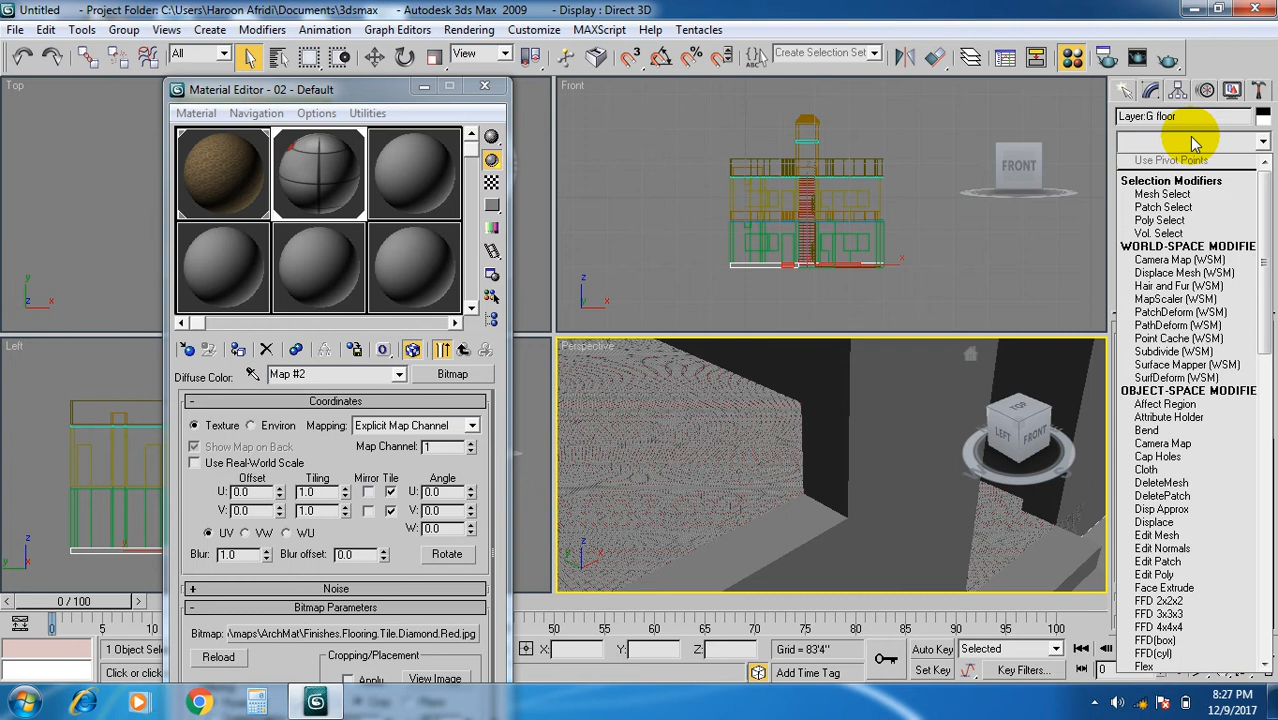 Untitled - Project Folder: C:\Users\Haroon Afridi\Documents\3dsmax - Autodesk 3ds Max 2009 - Display : Direct 3D
File Edit Tools Group Views Create Modifiers Animation Graph Editors Rendering Customize MAXScript Help Tentacles
All View 3 Create Selection Set
Top
Material Editor - 02 - Default
Material Navigation Options Utilities
Front
FRONT
z
x
y
z
x
Left
z
y
Diffuse Color: Map #2 Bitmap
- Coordinates
Texture Environ Mapping: Explicit Map Channel
Show Map on Back Map Channel: 1
Use Real-World Scale
Offset Tiling Mirror Tile Angle
U: 0.0 1.0 U: 0.0
V: 0.0 1.0 V: 0.0
W: 0.0
UV VW WU
Blur: 1.0 Blur offset: 0.0 Rotate
+ Noise
- Bitmap Parameters
Bitmap: \maps\ArchMat\Finishes.Flooring.Tile.Diamond.Red.jpg
Reload
Cropping/Placement
Apply View Image
Perspective
TOP
LEFT FRONT
Layer:G floor
Use Pivot Points
Selection Modifiers
Mesh Select
Patch Select
Poly Select
Vol. Select
WORLD-SPACE MODIFIE
Camera Map (WSM)
Displace Mesh (WSM)
Hair and Fur (WSM)
MapScaler (WSM)
PatchDeform (WSM)
PathDeform (WSM)
Point Cache (WSM)
Subdivide (WSM)
Surface Mapper (WSM)
SurfDeform (WSM)
OBJECT-SPACE MODIFIE
Affect Region
Attribute Holder
Bend
Camera Map
Cap Holes
Cloth
DeleteMesh
DeletePatch
Disp Approx
Displace
Edit Mesh
Edit Normals
Edit Patch
Edit Poly
Face Extrude
FFD 2x2x2
FFD 3x3x3
FFD 4x4x4
FFD(box)
FFD(cyl)
Flex
0 / 100
0 5 10 50 55 60 65 70 75 80 85 90 95 100
1 Object Selec
Click or clic
X: Y: Z: Grid = 83'4"
Add Time Tag
Auto Key Selected
Set Key Key Filters...
0
8:27 PM
12/9/2017